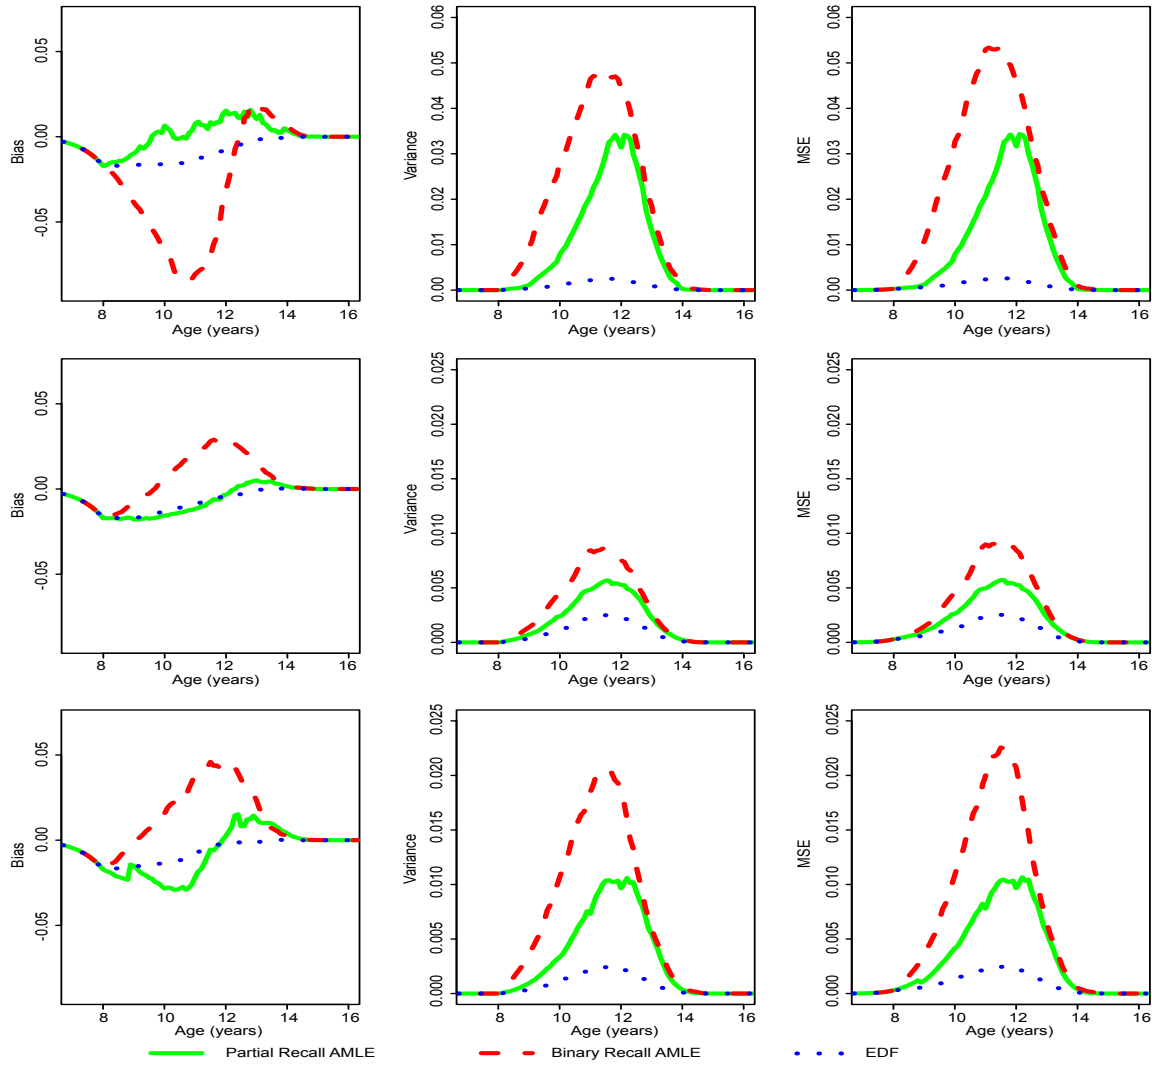 Bias
-0.05 0.00 0.05
8 10 12 14 16
Age (years)
Variance
0.00 0.01 0.02 0.03 0.04 0.05 0.06
8 10 12 14 16
Age (years)
MSE
0.00 0.01 0.02 0.03 0.04 0.05 0.06
8 10 12 14 16
Age (years)
Bias
-0.05 0.00 0.05
8 10 12 14 16
Age (years)
Variance
0.000 0.005 0.010 0.015 0.020 0.025
8 10 12 14 16
Age (years)
MSE
0.000 0.005 0.010 0.015 0.020 0.025
8 10 12 14 16
Age (years)
Bias
-0.05 0.00 0.05
8 10 12 14 16
Age (years)
Variance
0.000 0.005 0.010 0.015 0.020 0.025
8 10 12 14 16
Age (years)
MSE
0.000 0.005 0.010 0.015 0.020 0.025
8 10 12 14 16
Age (years)
Partial Recall AMLE Binary Recall AMLE EDF